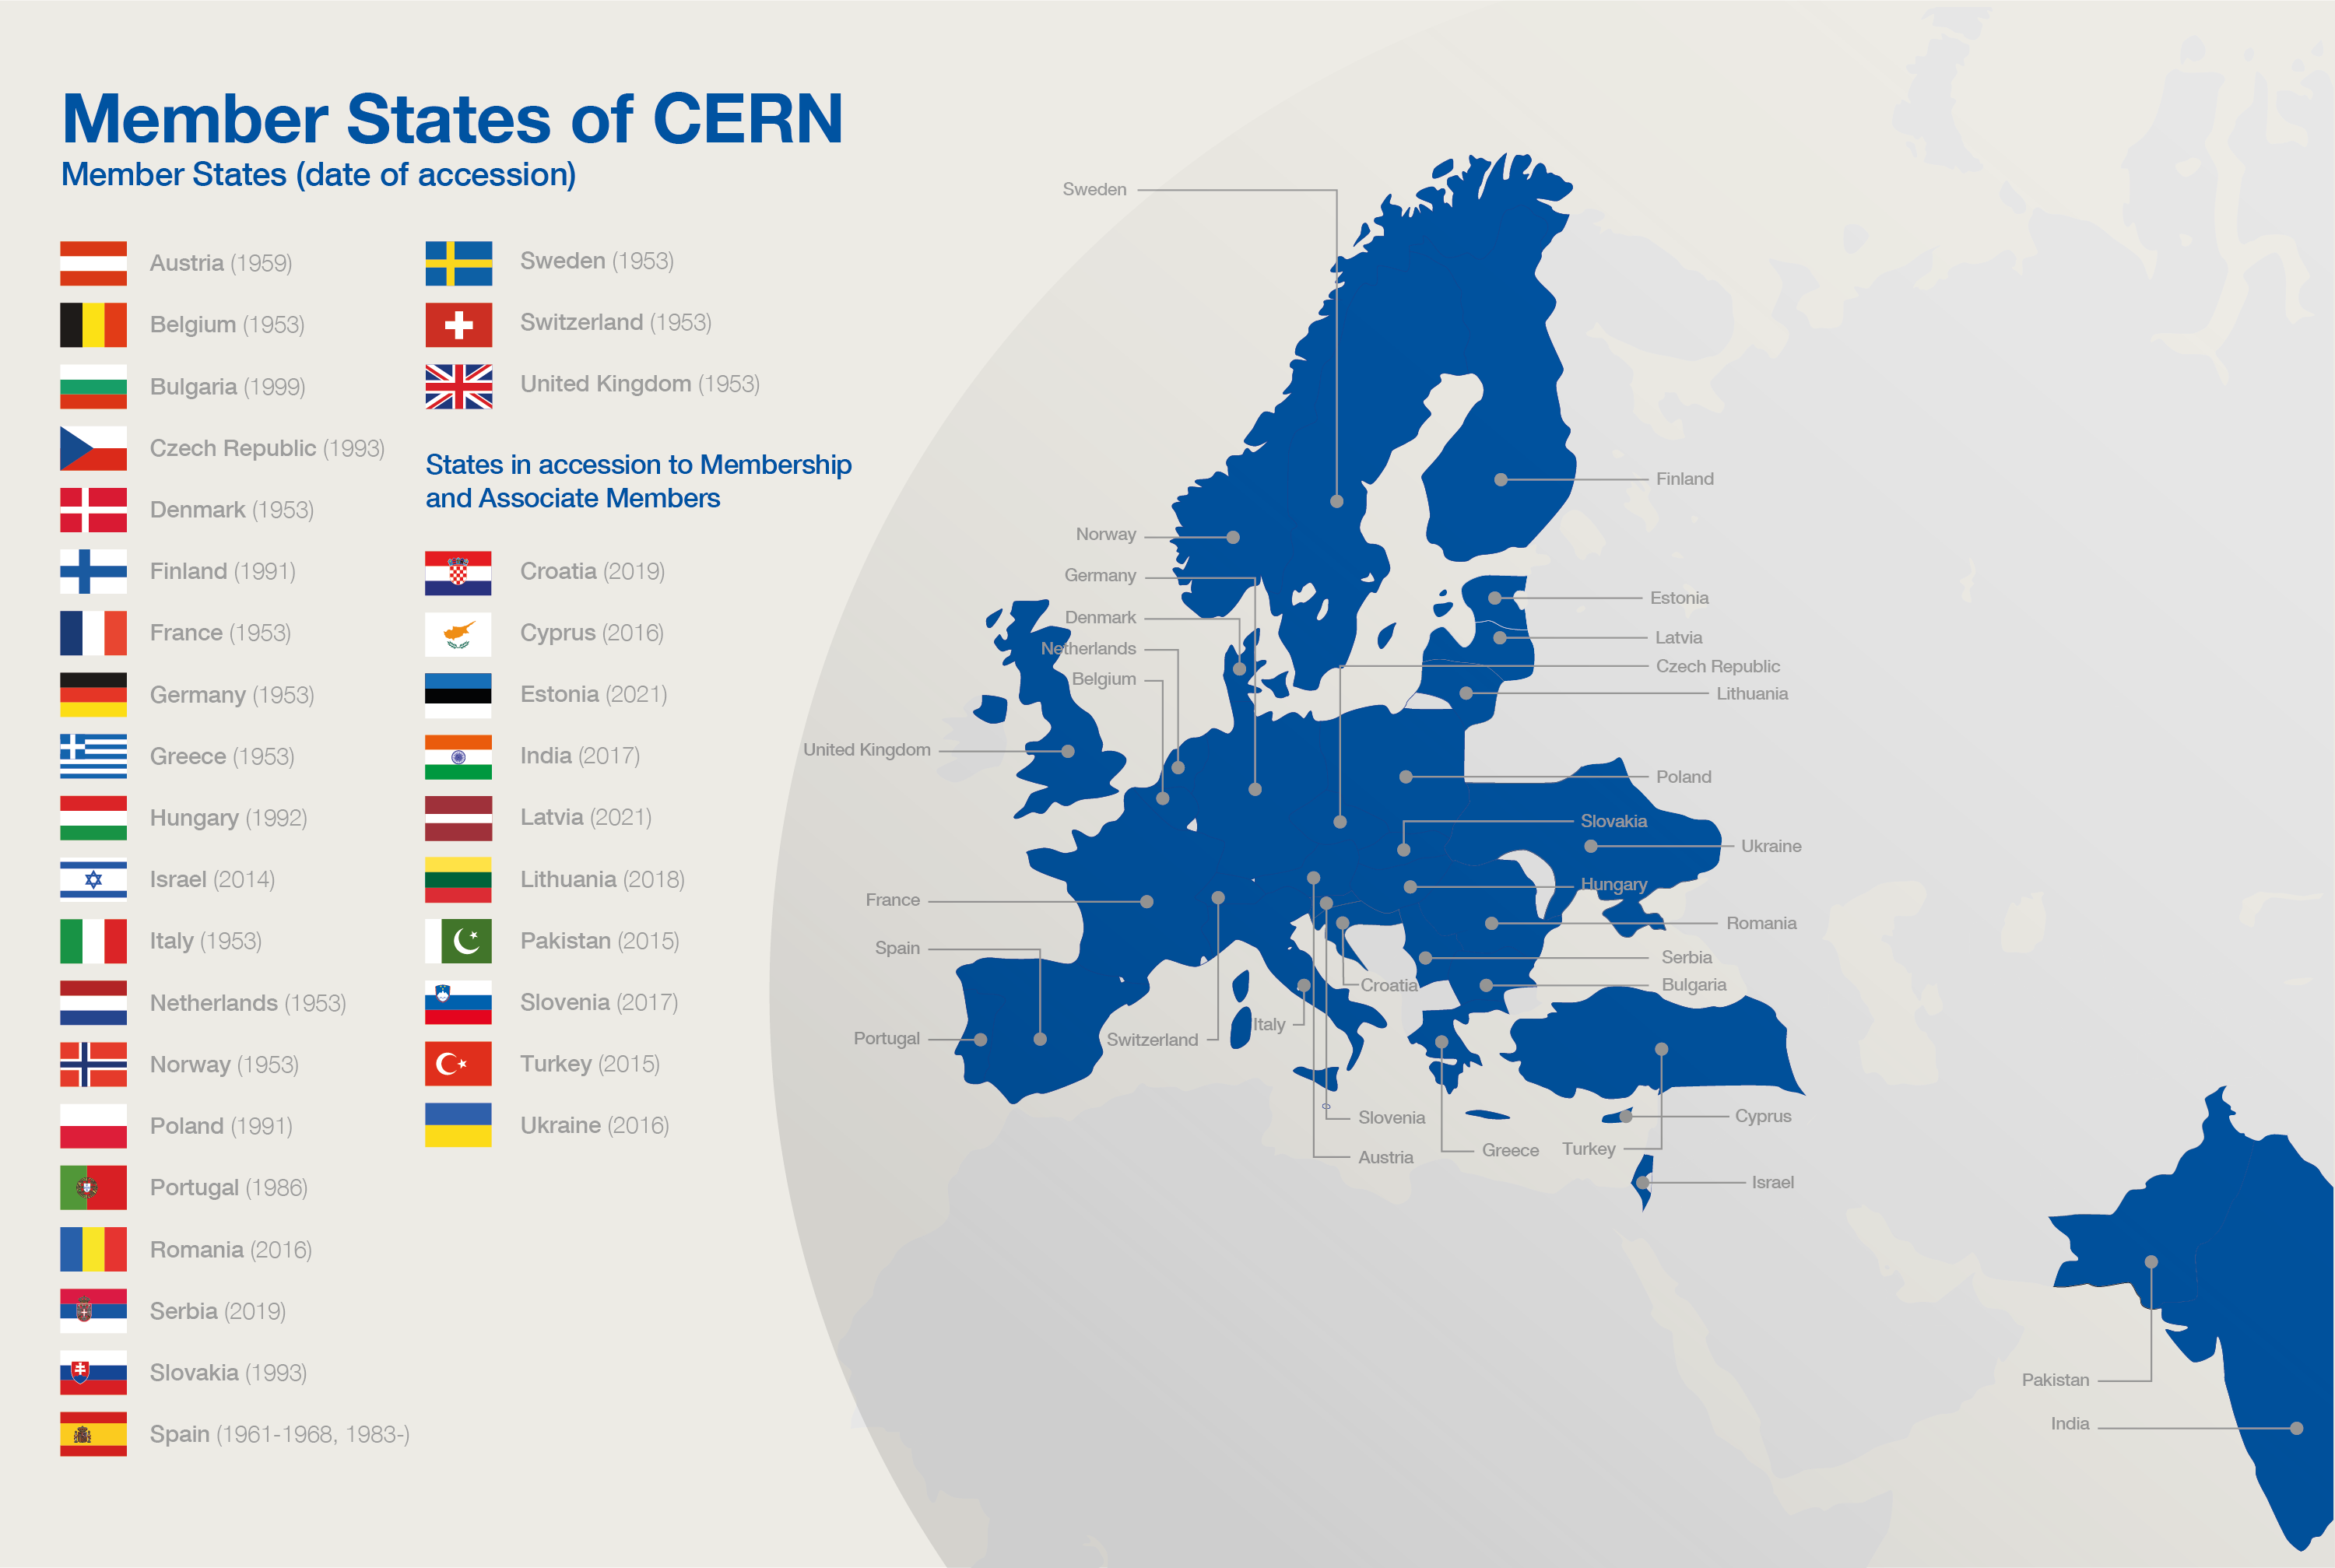 Member States of CERN
Member States (date of accession)
Austria (1959)
Belgium (1953)
Bulgaria (1999)
Czech Republic (1993)
Denmark (1953)
Finland (1991)
France (1953)
Germany (1953)
Greece (1953)
Hungary (1992)
Israel (2014)
Italy (1953)
Netherlands (1953)
Norway (1953)
Poland (1991)
Portugal (1986)
Romania (2016)
Serbia (2019)
Slovakia (1993)
Spain (1961-1968, 1983-)
Sweden (1953)
Switzerland (1953)
United Kingdom (1953)
States in accession to Membership
and Associate Members
Croatia (2019)
Cyprus (2016)
Estonia (2021)
India (2017)
Latvia (2021)
Lithuania (2018)
Pakistan (2015)
Slovenia (2017)
Turkey (2015)
Ukraine (2016)
Sweden
Finland
Norway
Germany
Estonia
Denmark
Latvia
Netherlands
Czech Republic
Belgium
Lithuania
United Kingdom
Poland
Slovakia
Ukraine
Hungary
France
Romania
Spain
Serbia
Croatia
Bulgaria
Italy
Portugal
Switzerland
Slovenia
Cyprus
Greece
Turkey
Austria
Israel
Pakistan
India